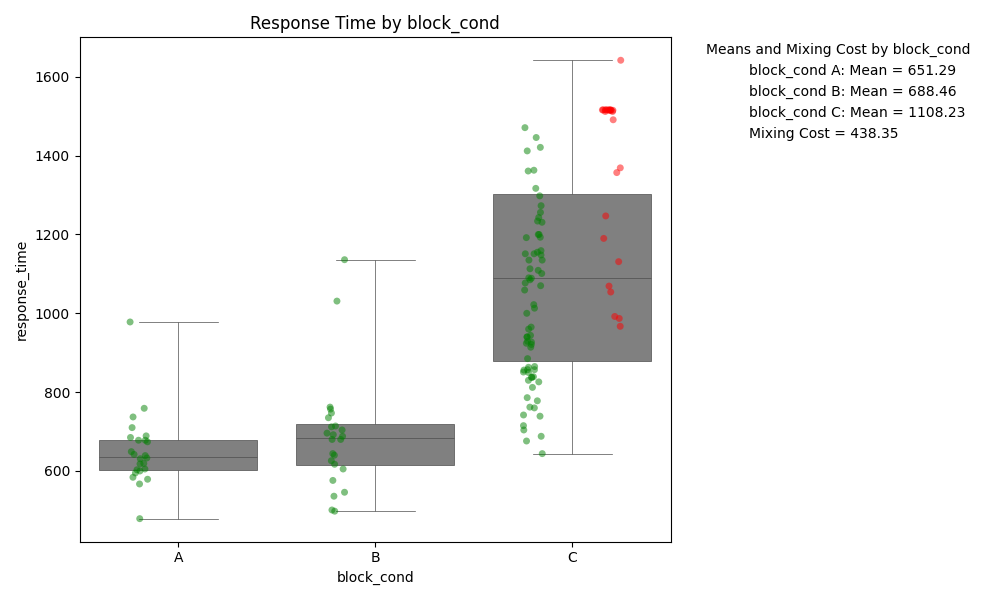 Response Time by block_cond
Means and Mixing Cost by block_cond
block_cond A: Mean = 651.29
block_cond B: Mean = 688.46
block_cond C: Mean = 1108.23
Mixing Cost = 438.35
response_time
1600
1400
1200
1000
800
600
A
B
C
block_cond